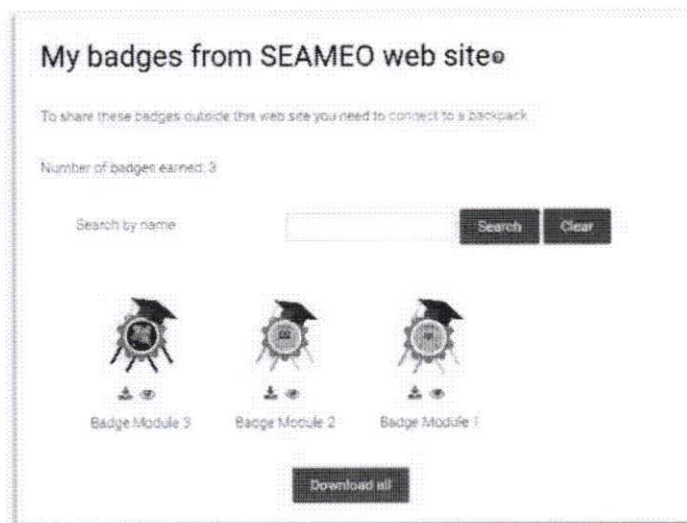 My badges from SEAMEO web site
To share these badges outside this web site you need to connect to a backpack
Number of badges earned: 3
Search by name
Search
Clear
Badge Module 3
Badge Module 2
Badge Module 1
Download all